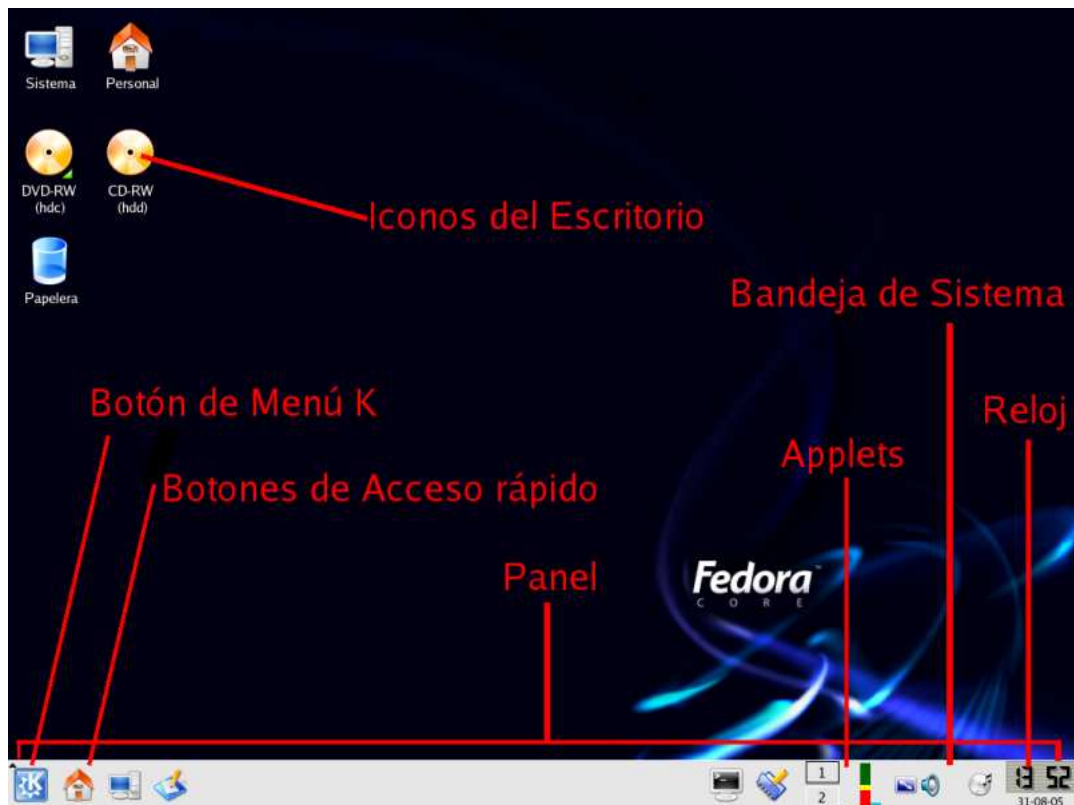 Sistema
Personal
DVD-RW
(hdc)
CD-RW
(hdd)
Iconos del Escritorio
Papelera
Bandeja de Sistema
Botón de Menú K
Reloj
Applets
Botones de Acceso rápido
Panel
Fedora™
CORE
K
1
2
13 52
31-08-05